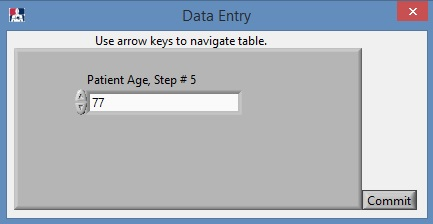 Data Entry
Use arrow keys to navigate table.
Patient Age, Step # 5
77
Commit